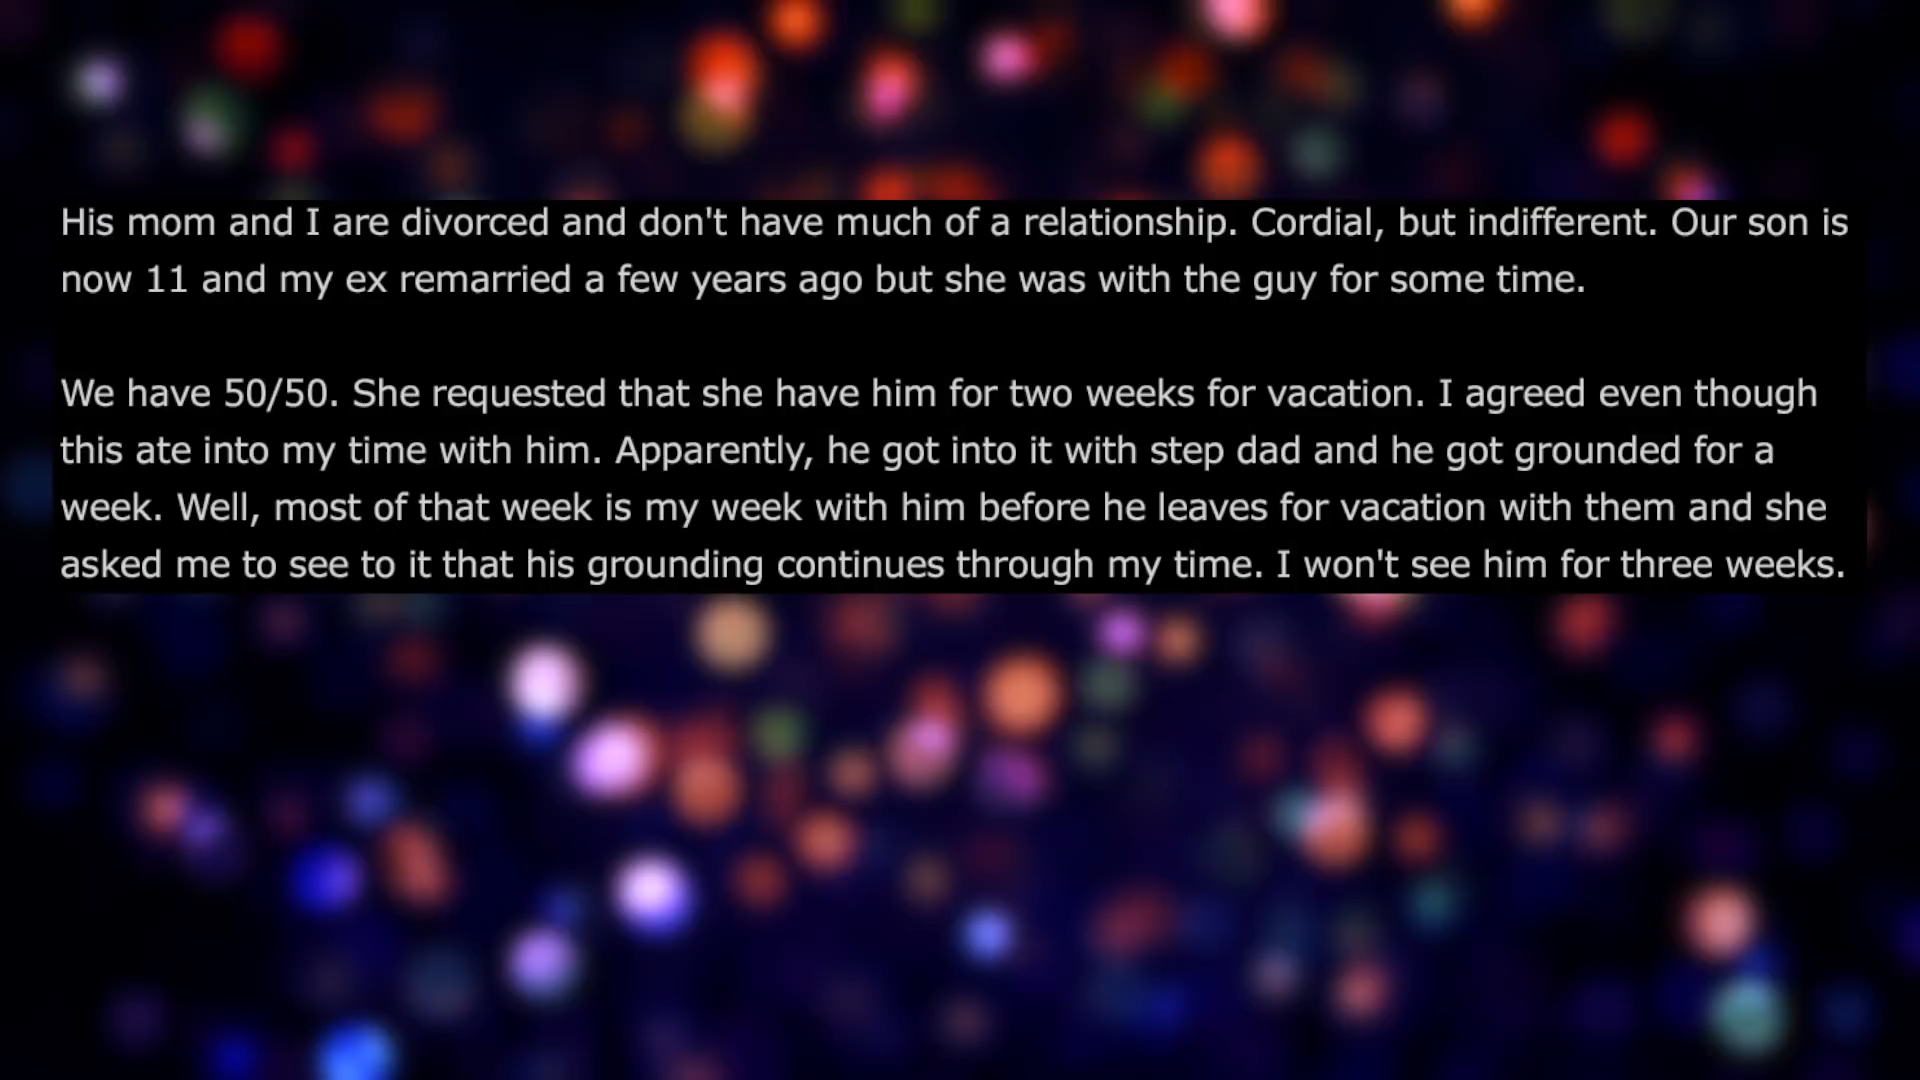 His mom and I are divorced and don't have much of a relationship. Cordial, but indifferent. Our son is
now 11 and my ex remarried a few years ago but she was with the guy for some time.
We have 50/50. She requested that she have him for two weeks for vacation. I agreed even though
this ate into my time with him. Apparently, he got into it with step dad and he got grounded for a
week. Well, most of that week is my week with him before he leaves for vacation with them and she
asked me to see to it that his grounding continues through my time. I won't see him for three weeks.